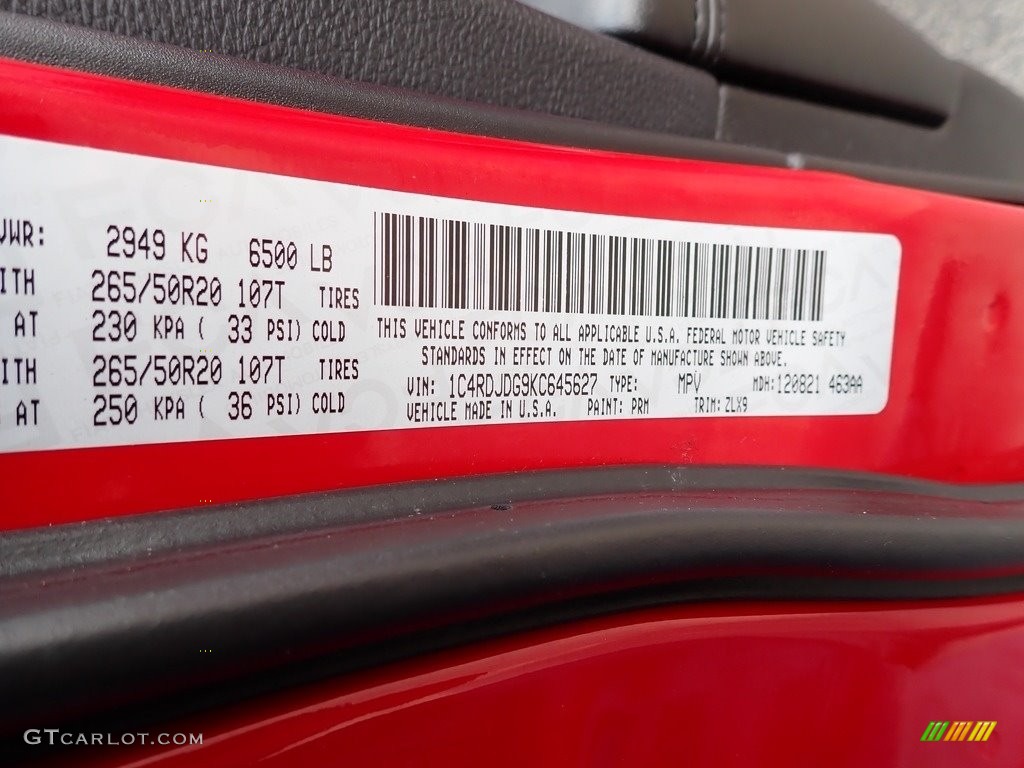 VWR: 2949 KG 6500 LB
ITH 265/50R20 107T TIRES
AT 230 KPA ( 33 PSI) COLD
ITH 265/50R20 107T TIRES
AT 250 KPA ( 36 PSI) COLD
THIS VEHICLE CONFORMS TO ALL APPLICABLE U.S.A. FEDERAL MOTOR VEHICLE SAFETY
STANDARDS IN EFFECT ON THE DATE OF MANUFACTURE SHOWN ABOVE.
VIN: 1C4RDJDG9KC645627 TYPE: MPV MDH:120821 463AA
VEHICLE MADE IN U.S.A. PAINT: PRM TRIM: ZLX9
GTCARLOT.COM